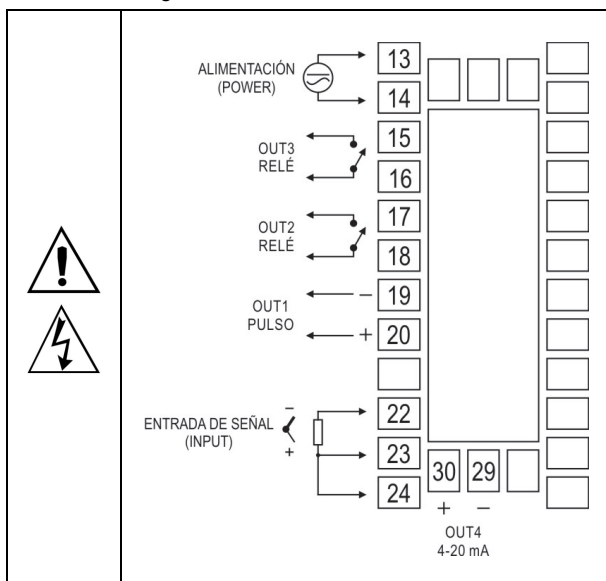 ALIMENTACIÓN
(POWER)
13
14
OUT3
RELÉ
15
16
OUT2
RELÉ
17
18
OUT1
PULSO
− 19
+ 20
ENTRADA DE SEÑAL
(INPUT)
−
+
22
23
24
30 29
+ −
OUT4
4-20 mA